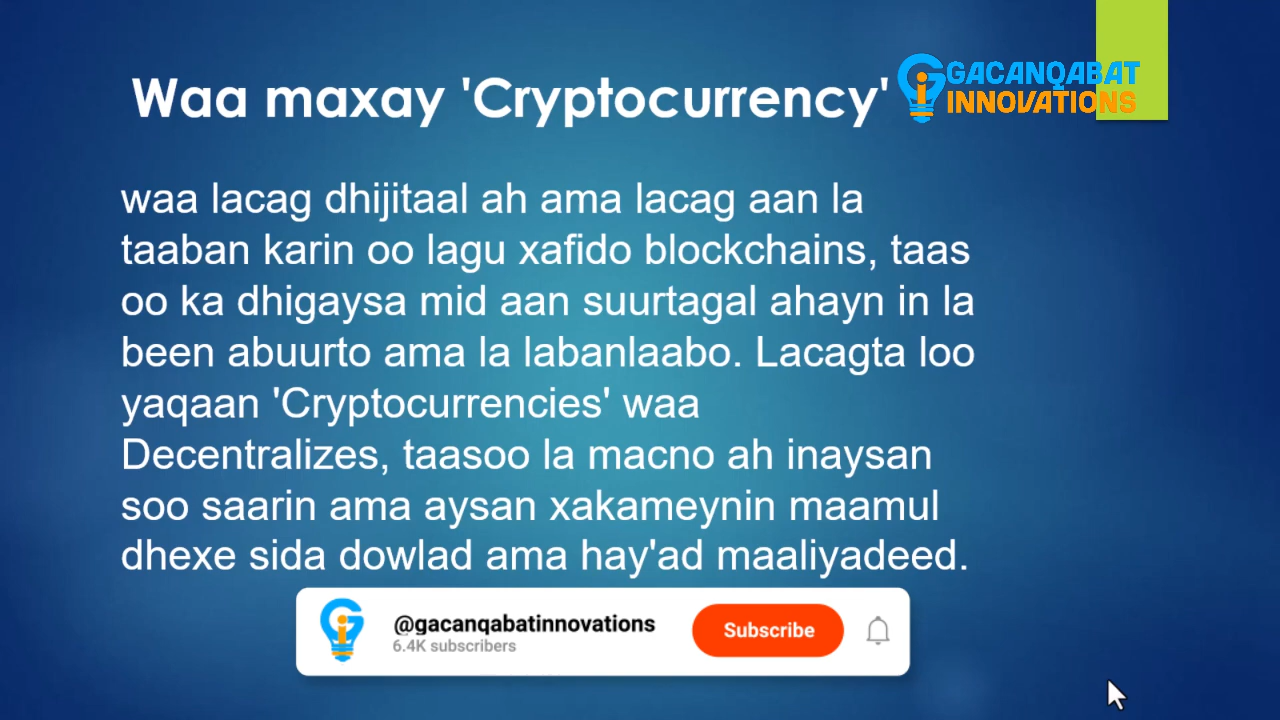 Waa maxay 'Cryptocurrency'
GACANQABAT
INNOVATIONS
waa lacag dhijitaal ah ama lacag aan la
taaban karin oo lagu xafido blockchains, taas
oo ka dhigaysa mid aan suurtagal ahayn in la
been abuurto ama la labanlaabo. Lacagta loo
yaqaan 'Cryptocurrencies' waa
Decentralizes, taasoo la macno ah inaysan
soo saarin ama aysan xakameynin maamul
dhexe sida dowlad ama hay'ad maaliyadeed.
@gacanqabatinnovations
6.4K subscribers
Subscribe